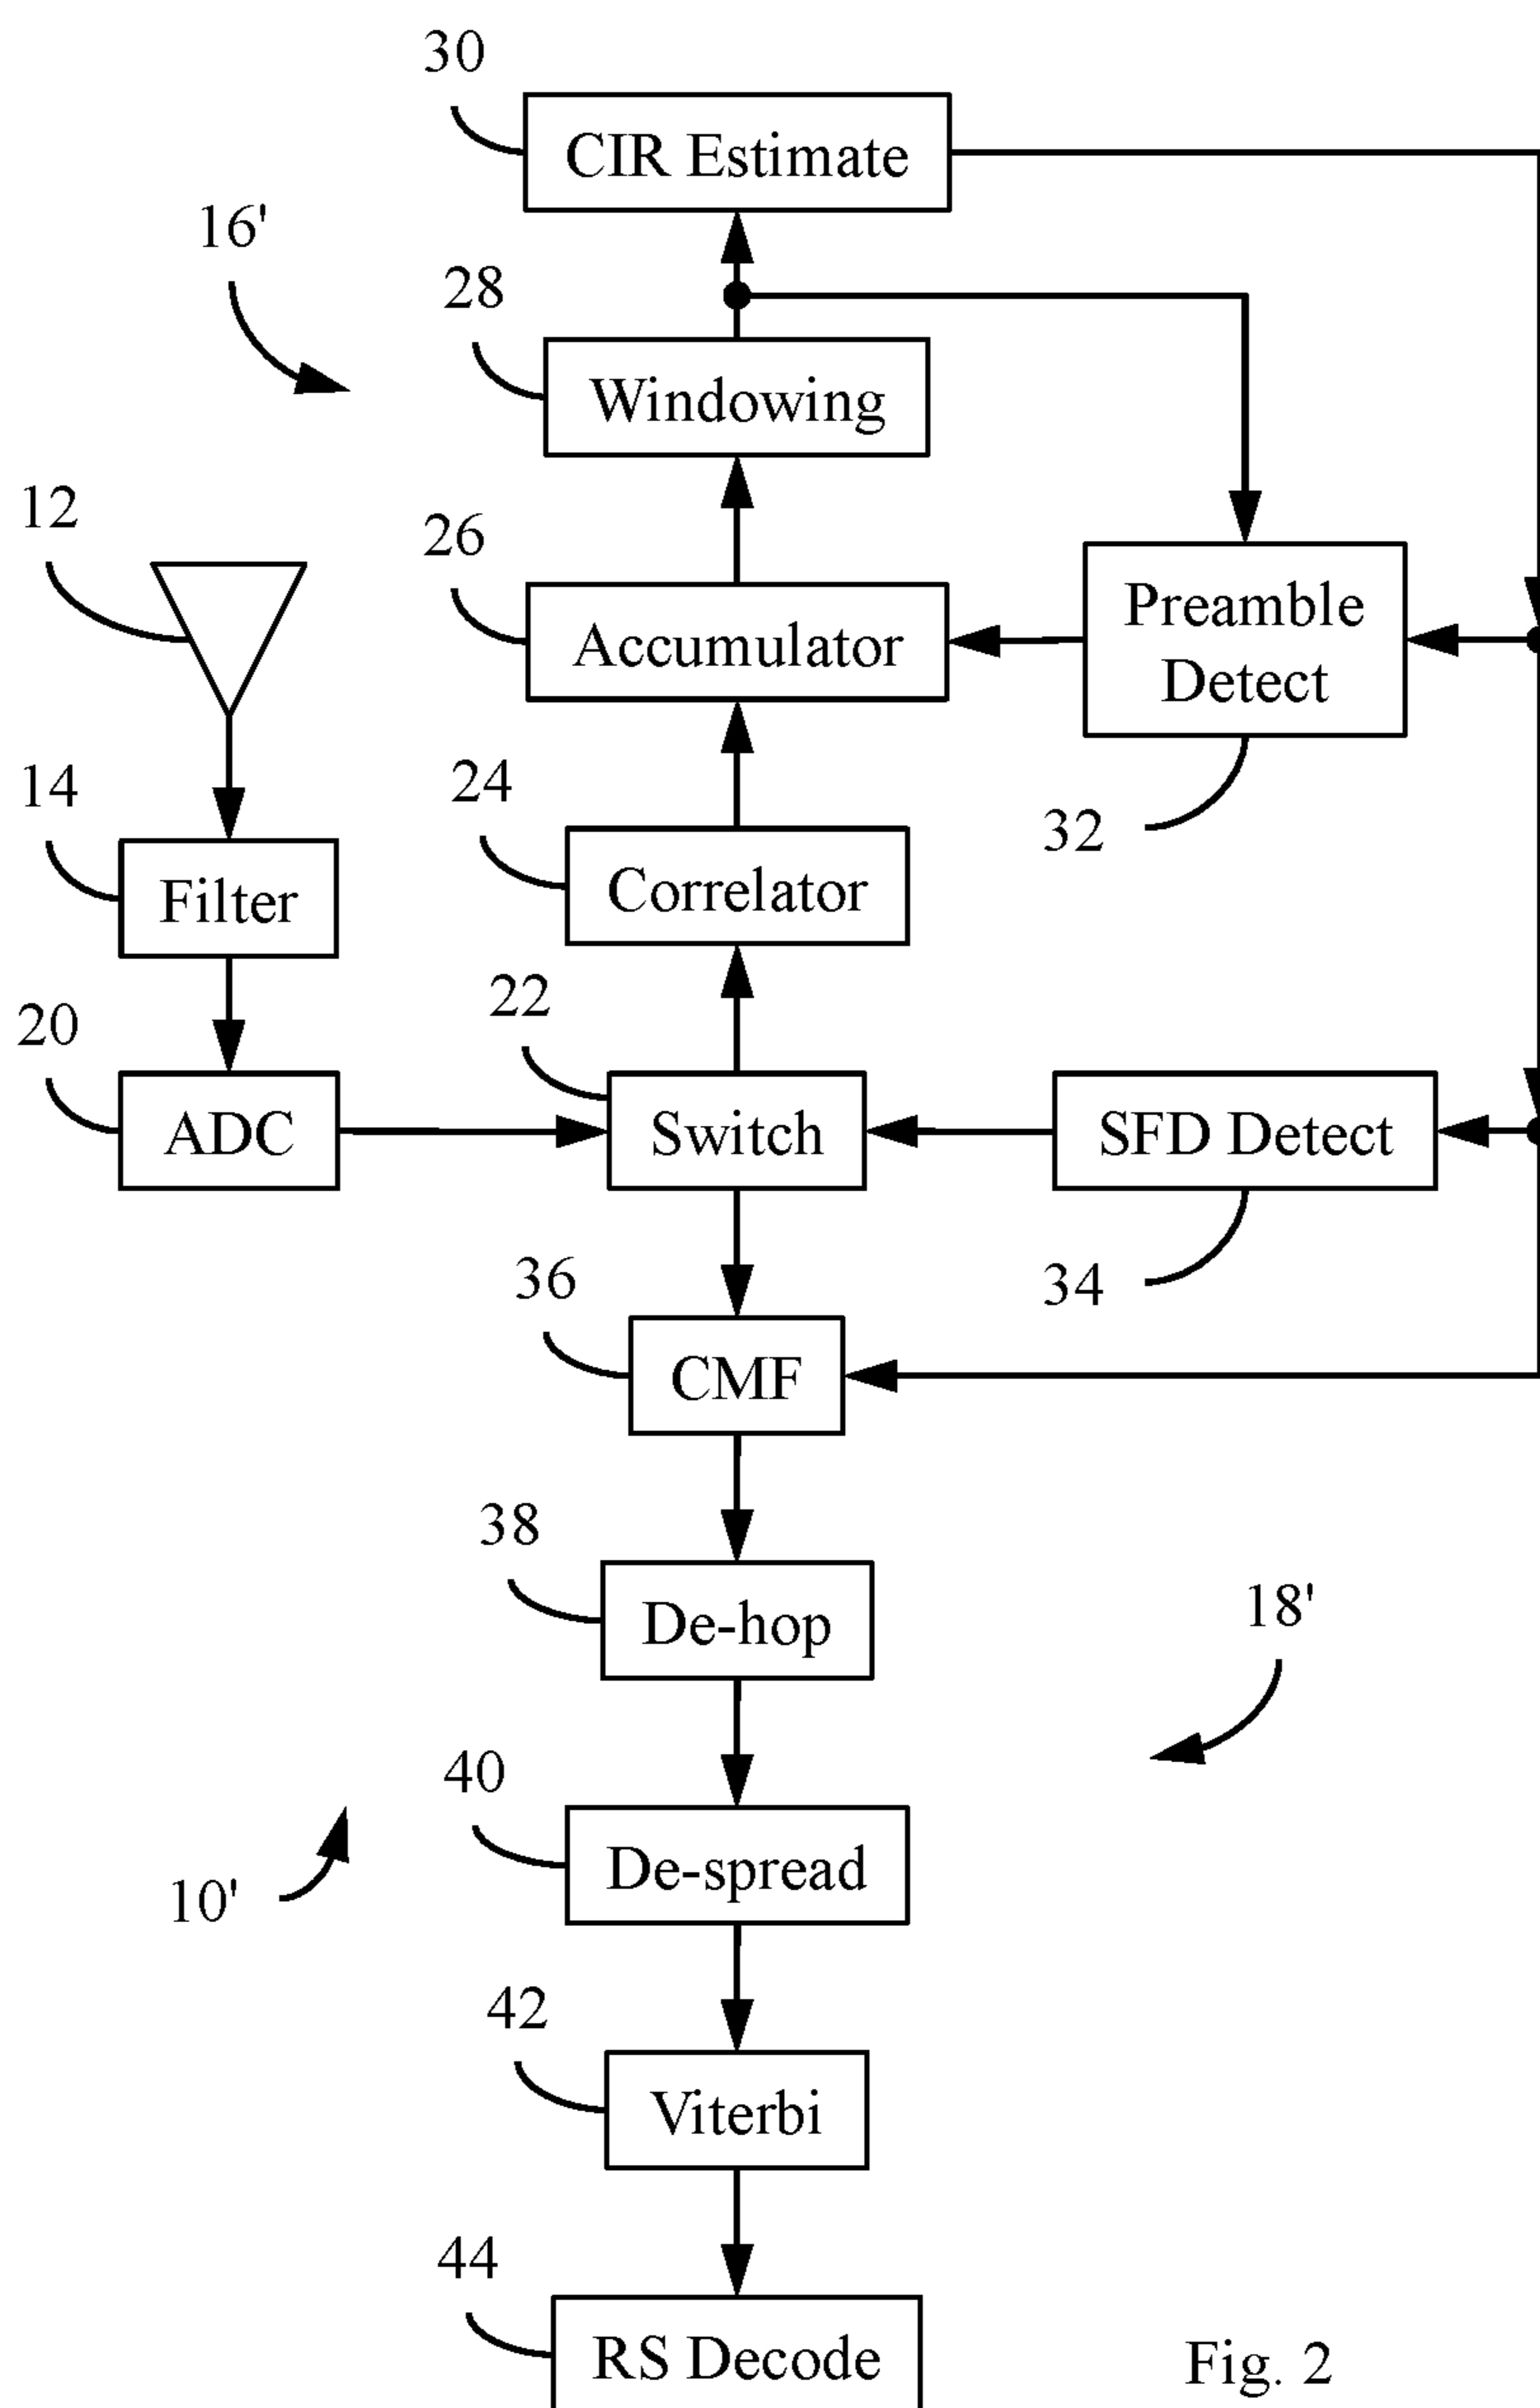 30
CIR Estimate
16'
28
Windowing
12
26
Accumulator
Preamble
Detect
14
24
32
Filter
Correlator
20
22
ADC
Switch
SFD Detect
36
34
CMF
38
De-hop
18'
40
De-spread
10'
42
Viterbi
44
RS Decode
Fig. 2